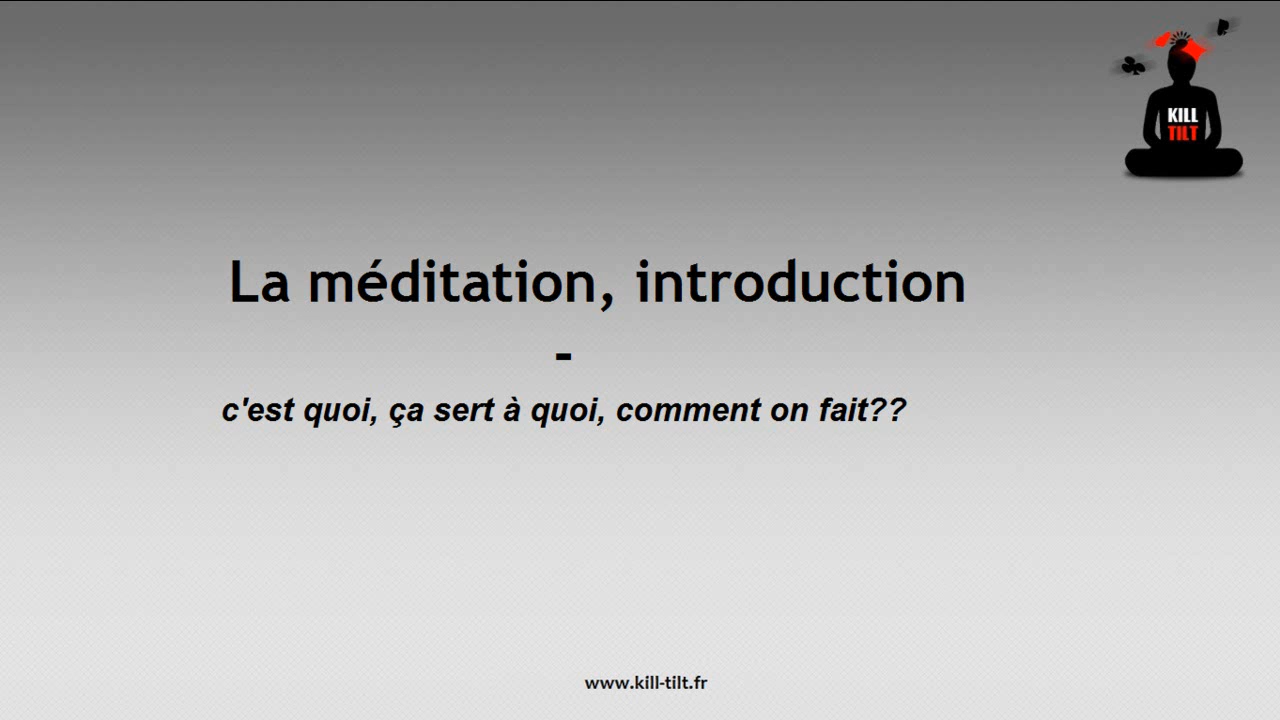 KILL
TILT
La méditation, introduction
-
c'est quoi, ça sert à quoi, comment on fait??
www.kill-tilt.fr